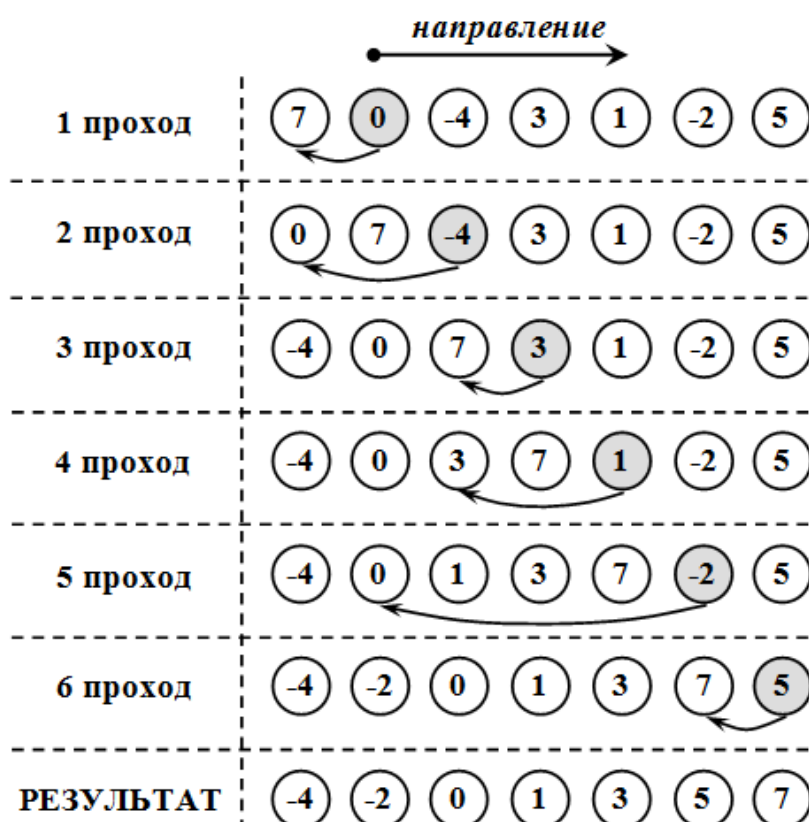 направление
1 проход 7 0 -4 3 1 -2 5
2 проход 0 7 -4 3 1 -2 5
3 проход -4 0 7 3 1 -2 5
4 проход -4 0 3 7 1 -2 5
5 проход -4 0 1 3 7 -2 5
6 проход -4 -2 0 1 3 7 5
РЕЗУЛЬТАТ -4 -2 0 1 3 5 7